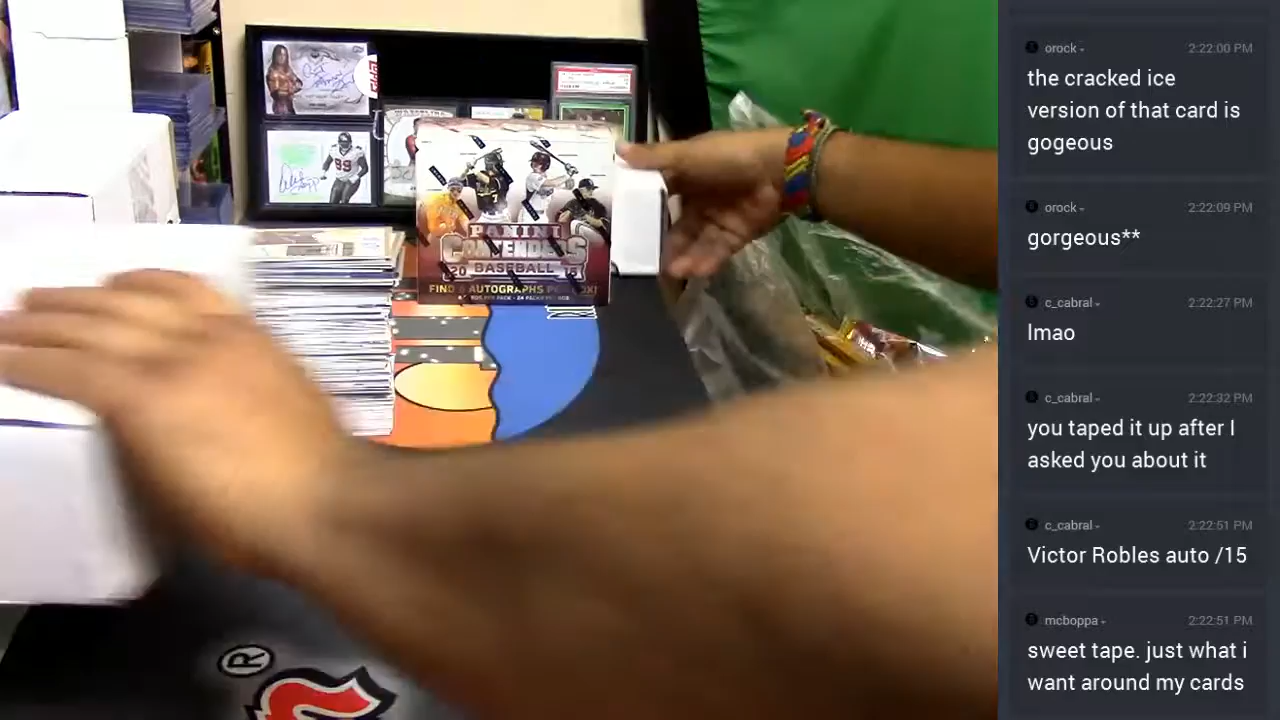 orock
2:22:00 PM
the cracked ice
version of that card is
gogeous
orock
2:22:09 PM
gorgeous**
c_cabral
2:22:27 PM
lmao
c_cabral
2:22:32 PM
you taped it up after I
asked you about it
c_cabral
2:22:51 PM
Victor Robles auto /15
mcboppa
2:22:51 PM
sweet tape. just what i
want around my cards
PANINI
CONTENDERS
BASEBALL
89
®